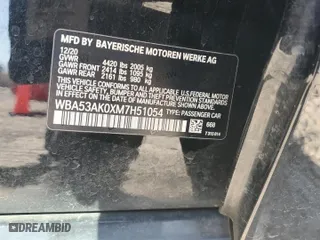 MFD BY BAYERISCHE MOTOREN WERKE AG
12/20
GVWR 4420 lbs 2005 kg
GAWR FRONT 2414 lbs 1095 kg
GAWR REAR 2161 lbs 980 kg
THIS VEHICLE CONFORMS TO ALL APPLICABLE FEDERAL MOTOR
VEHICLE SAFETY, BUMPER, AND THEFT PREVENTION STANDARDS
IN EFFECT ON THE DATE OF MANUFACTURE SHOWN ABOVE.
WBA53AK0XM7H51054 TYPE: PASSENGER CAR
668
DREAMBID